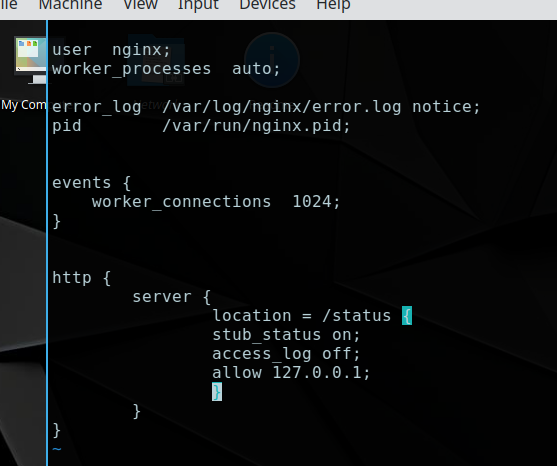 ile Machine View Input Devices Help
My Com
user  nginx;
worker_processes  auto;
error_log  /var/log/nginx/error.log notice;
pid        /var/run/nginx.pid;
events {
    worker_connections  1024;
}
http {
        server {
                location = /status {
                stub_status on;
                access_log off;
                allow 127.0.0.1;
                }
        }
}
~